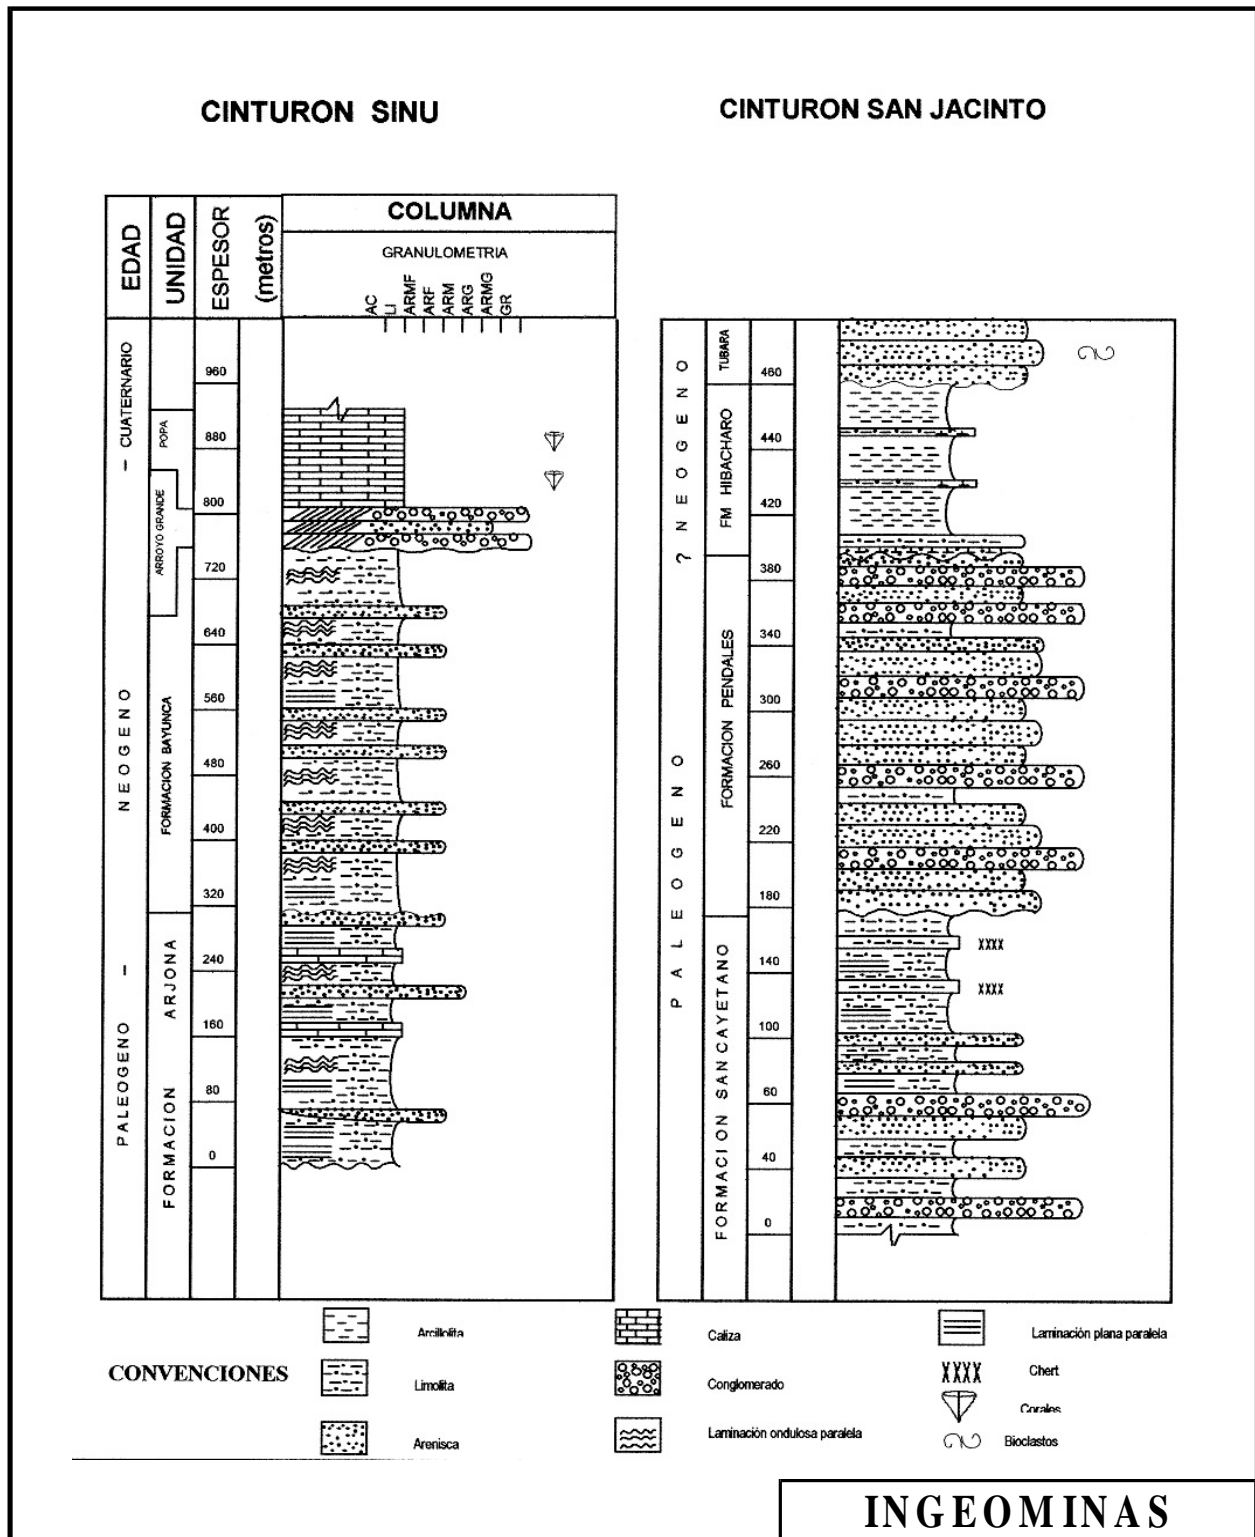 CINTURON SINU
CINTURON SAN JACINTO
EDAD
UNIDAD
ESPESOR
(metros)
COLUMNA
GRANULOMETRIA
AC
LI
ARMF
ARF
ARM
ARG
ARMG
GR
PALEOGENO – NEOGENO – CUATERNARIO
POPA
ARROYO GRANDE
FORMACION BAYUNCA
FORMACION ARJONA
960
880
800
720
640
560
480
400
320
240
160
80
0
PALEOGENO ? NEOGENO
TUBARA
FM HIBACHARO
FORMACION PENDALES
FORMACION SAN CAYETANO
460
440
420
380
340
300
260
220
180
140
100
60
40
0
XXXX
XXXX
CONVENCIONES
Arcillolita
Limolita
Arenisca
Caliza
Conglomerado
Laminación ondulosa paralela
Laminación plana paralela
XXXX
Chert
Corales
Bioclastos
INGEOMINAS